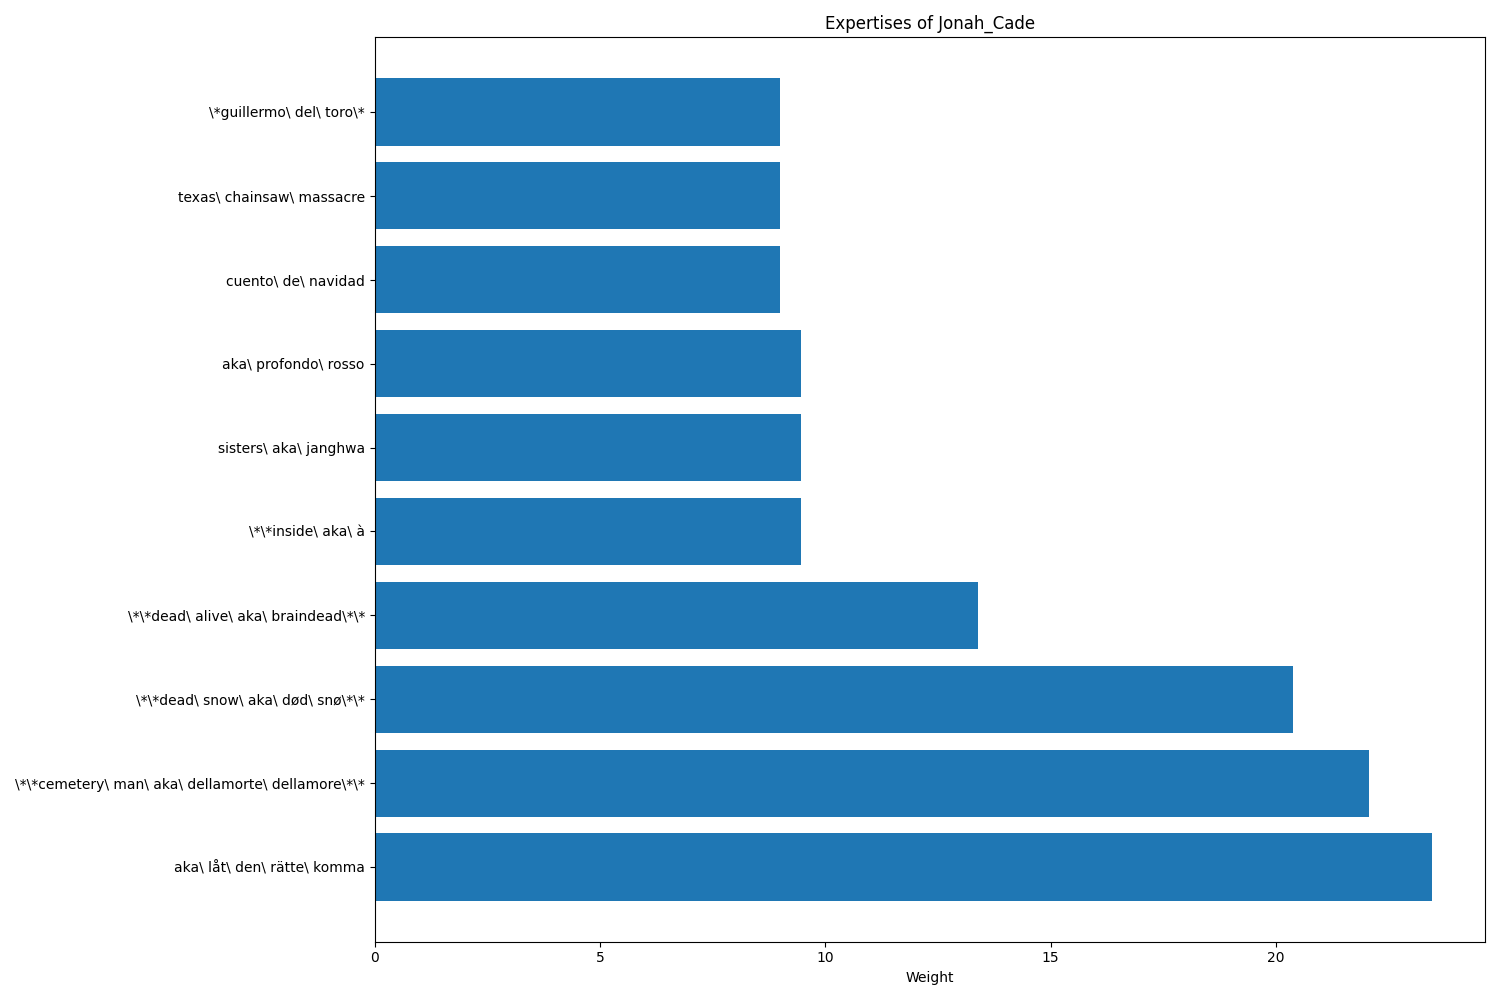 Expertises of Jonah_Cade
\*guillermo\ del\ toro\*
texas\ chainsaw\ massacre
cuento\ de\ navidad
aka\ profondo\ rosso
sisters\ aka\ janghwa
\*\*inside\ aka\ à
\*\*dead\ alive\ aka\ braindead\*\*
\*\*dead\ snow\ aka\ død\ snø\*\*
\*\*cemetery\ man\ aka\ dellamorte\ dellamore\*\*
aka\ låt\ den\ rätte\ komma
0 5 10 15 20
Weight